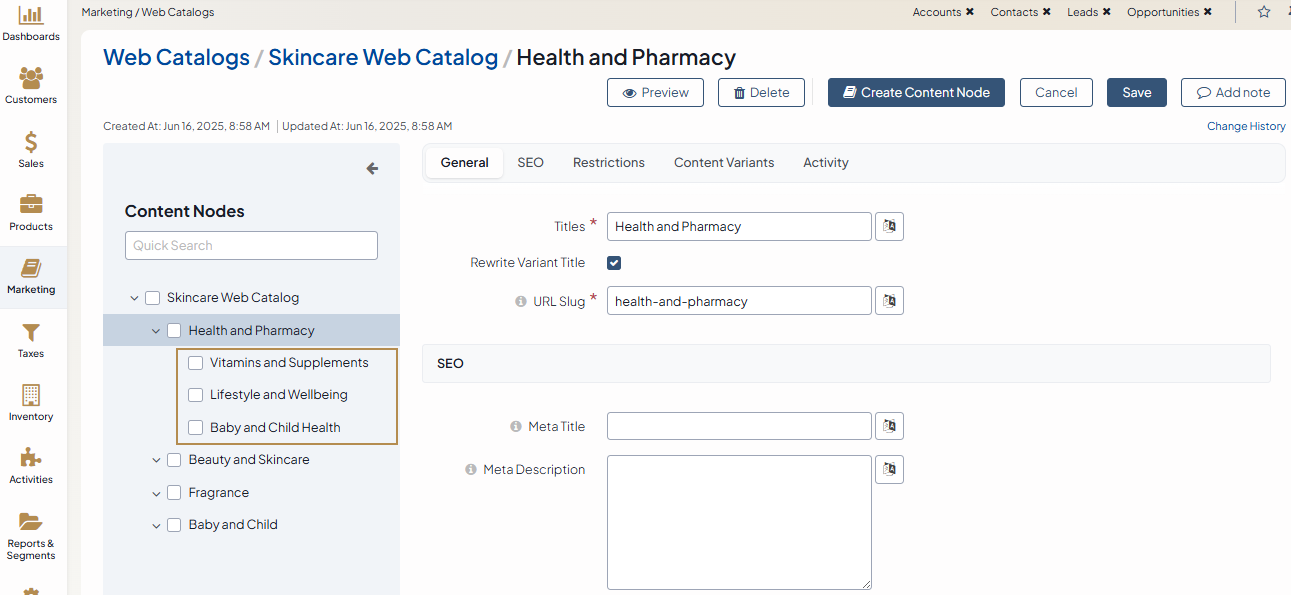 Marketing / Web Catalogs
Accounts ✖ Contacts ✖ Leads ✖ Opportunities ✖
Dashboards
Customers
Sales
Products
Marketing
Taxes
Inventory
Activities
Reports &
Segments
Web Catalogs / Skincare Web Catalog / Health and Pharmacy
Preview Delete Create Content Node Cancel Save Add note
Created At: Jun 16, 2025, 8:58 AM | Updated At: Jun 16, 2025, 8:58 AM
Change History
Content Nodes
Quick Search
Skincare Web Catalog
Health and Pharmacy
Vitamins and Supplements
Lifestyle and Wellbeing
Baby and Child Health
Beauty and Skincare
Fragrance
Baby and Child
General SEO Restrictions Content Variants Activity
Titles * Health and Pharmacy
Rewrite Variant Title
URL Slug * health-and-pharmacy
SEO
Meta Title
Meta Description